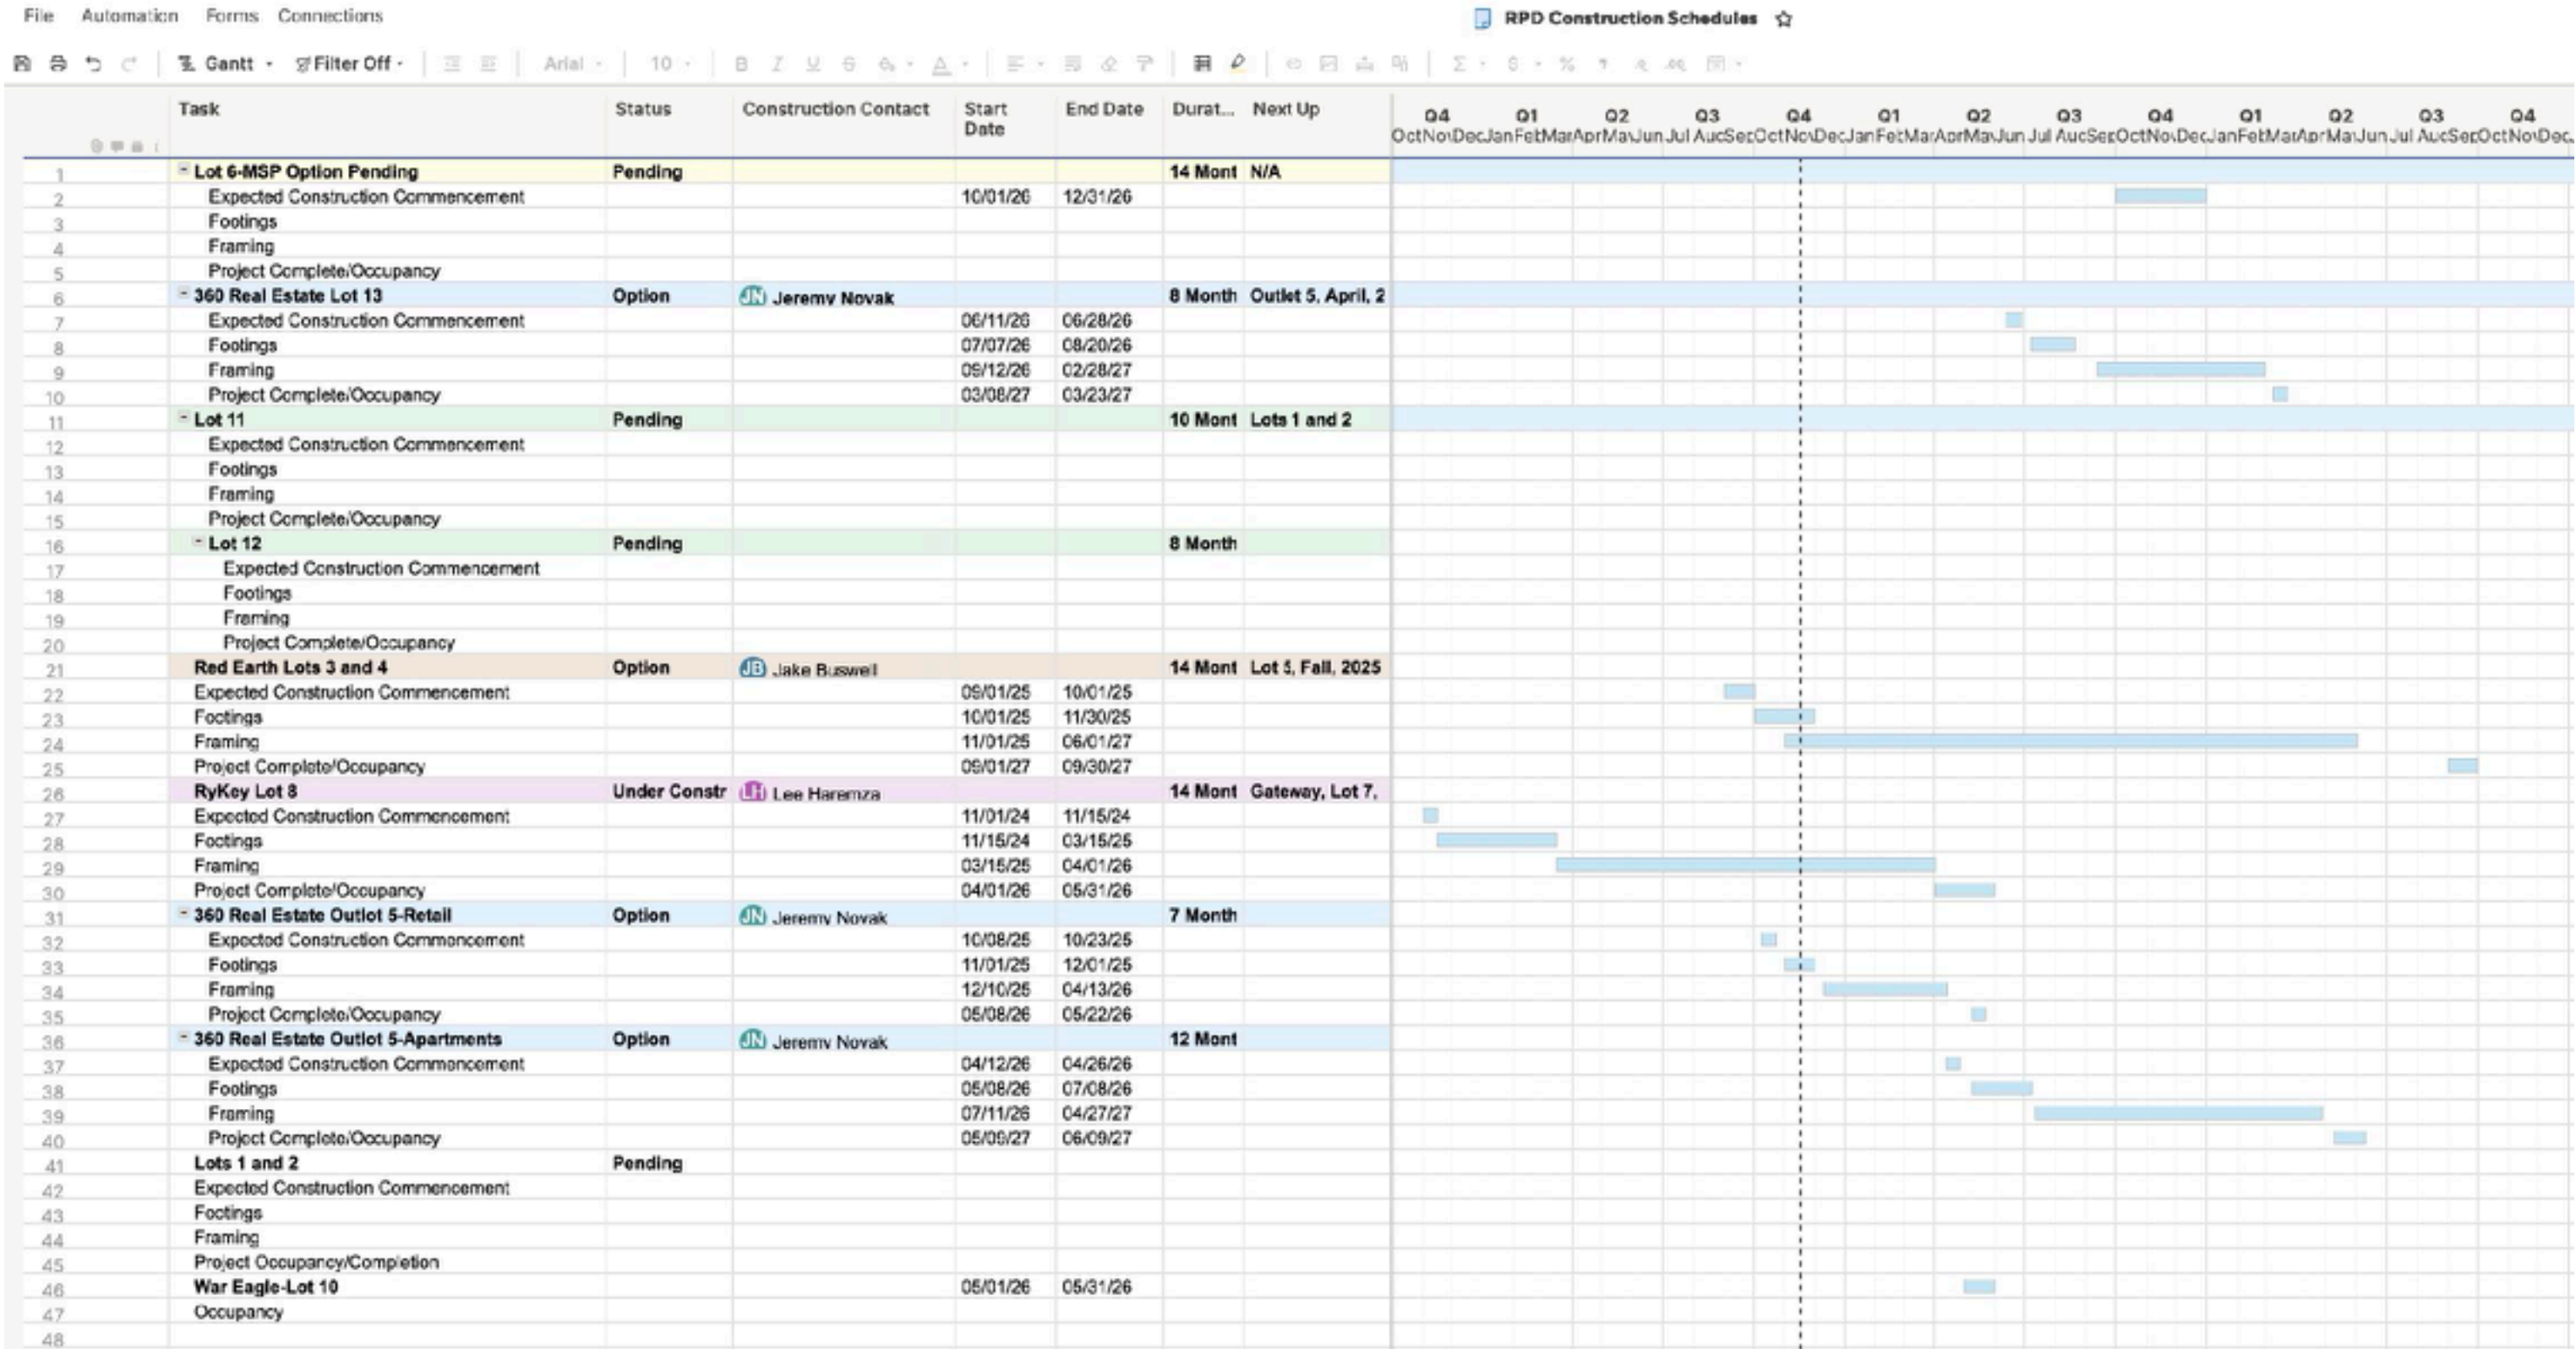 File Automation Forms Connections
RPD Construction Schedules
Gantt Filter Off Arial 10 B I U S A Σ $ %
Task Status Construction Contact Start Date End Date Durat... Next Up
Q4 Q1 Q2 Q3 Q4 Q1 Q2 Q3 Q4 Q1 Q2 Q3 Q4
1 Lot 6-MSP Option Pending Pending 14 Mont N/A
2 Expected Construction Commencement 10/01/26 12/31/26
3 Footings
4 Framing
5 Project Complete/Occupancy
6 360 Real Estate Lot 13 Option JN Jeremy Novak 8 Month Outlet 5, April, 2
7 Expected Construction Commencement 06/11/26 06/28/26
8 Footings 07/07/26 08/20/26
9 Framing 09/12/26 02/28/27
10 Project Complete/Occupancy 03/08/27 03/23/27
11 Lot 11 Pending 10 Mont Lots 1 and 2
12 Expected Construction Commencement
13 Footings
14 Framing
15 Project Complete/Occupancy
16 Lot 12 Pending 8 Month
17 Expected Construction Commencement
18 Footings
19 Framing
20 Project Complete/Occupancy
21 Red Earth Lots 3 and 4 Option JB Jake Buswell 14 Mont Lot 5, Fall, 2025
22 Expected Construction Commencement 09/01/25 10/01/25
23 Footings 10/01/25 11/30/25
24 Framing 11/01/25 06/01/27
25 Project Complete/Occupancy 09/01/27 09/30/27
26 RyKey Lot 8 Under Constr LH Lee Haremza 14 Mont Gateway, Lot 7,
27 Expected Construction Commencement 11/01/24 11/15/24
28 Footings 11/15/24 03/15/25
29 Framing 03/15/25 04/01/26
30 Project Complete/Occupancy 04/01/26 05/31/26
31 360 Real Estate Outlot 5-Retail Option JN Jeremy Novak 7 Month
32 Expected Construction Commencement 10/08/25 10/23/25
33 Footings 11/01/25 12/01/25
34 Framing 12/10/25 04/13/26
35 Project Complete/Occupancy 05/08/26 05/22/26
36 360 Real Estate Outlot 5-Apartments Option JN Jeremy Novak 12 Mont
37 Expected Construction Commencement 04/12/26 04/26/26
38 Footings 05/08/26 07/08/26
39 Framing 07/11/26 04/27/27
40 Project Complete/Occupancy 05/09/27 06/09/27
41 Lots 1 and 2 Pending
42 Expected Construction Commencement
43 Footings
44 Framing
45 Project Occupancy/Completion
46 War Eagle-Lot 10 05/01/26 05/31/26
47 Occupancy
48